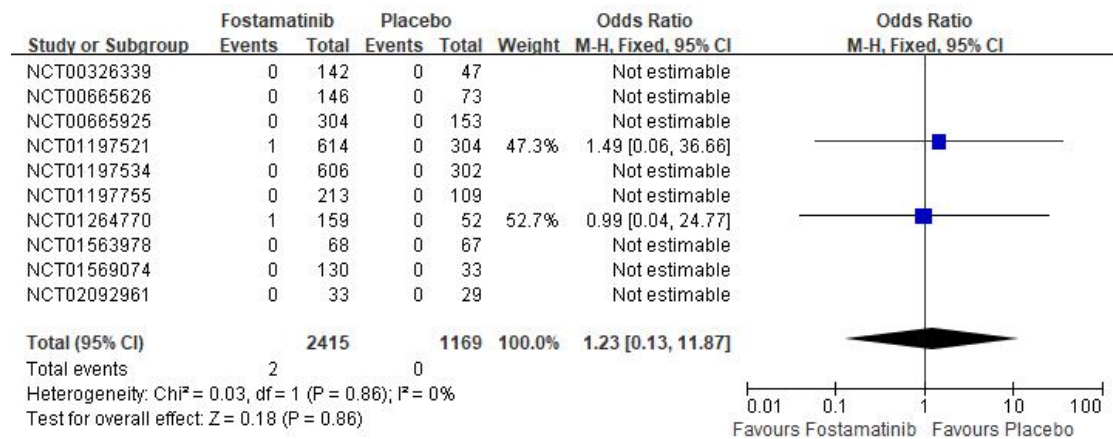 Fostamatinib Placebo Odds Ratio Odds Ratio
Study or Subgroup Events Total Events Total Weight M-H, Fixed, 95% CI M-H, Fixed, 95% CI
NCT00326339 0 142 0 47 Not estimable
NCT00665626 0 146 0 73 Not estimable
NCT00665925 0 304 0 153 Not estimable
NCT01197521 1 614 0 304 47.3% 1.49 [0.06, 36.66]
NCT01197534 0 606 0 302 Not estimable
NCT01197755 0 213 0 109 Not estimable
NCT01264770 1 159 0 52 52.7% 0.99 [0.04, 24.77]
NCT01563978 0 68 0 67 Not estimable
NCT01569074 0 130 0 33 Not estimable
NCT02092961 0 33 0 29 Not estimable
Total (95% CI) 2415 1169 100.0% 1.23 [0.13, 11.87]
Total events 2 0
Heterogeneity: Chi² = 0.03, df = 1 (P = 0.86); I² = 0%
Test for overall effect: Z = 0.18 (P = 0.86)
0.01 0.1 1 10 100
Favours Fostamatinib Favours Placebo